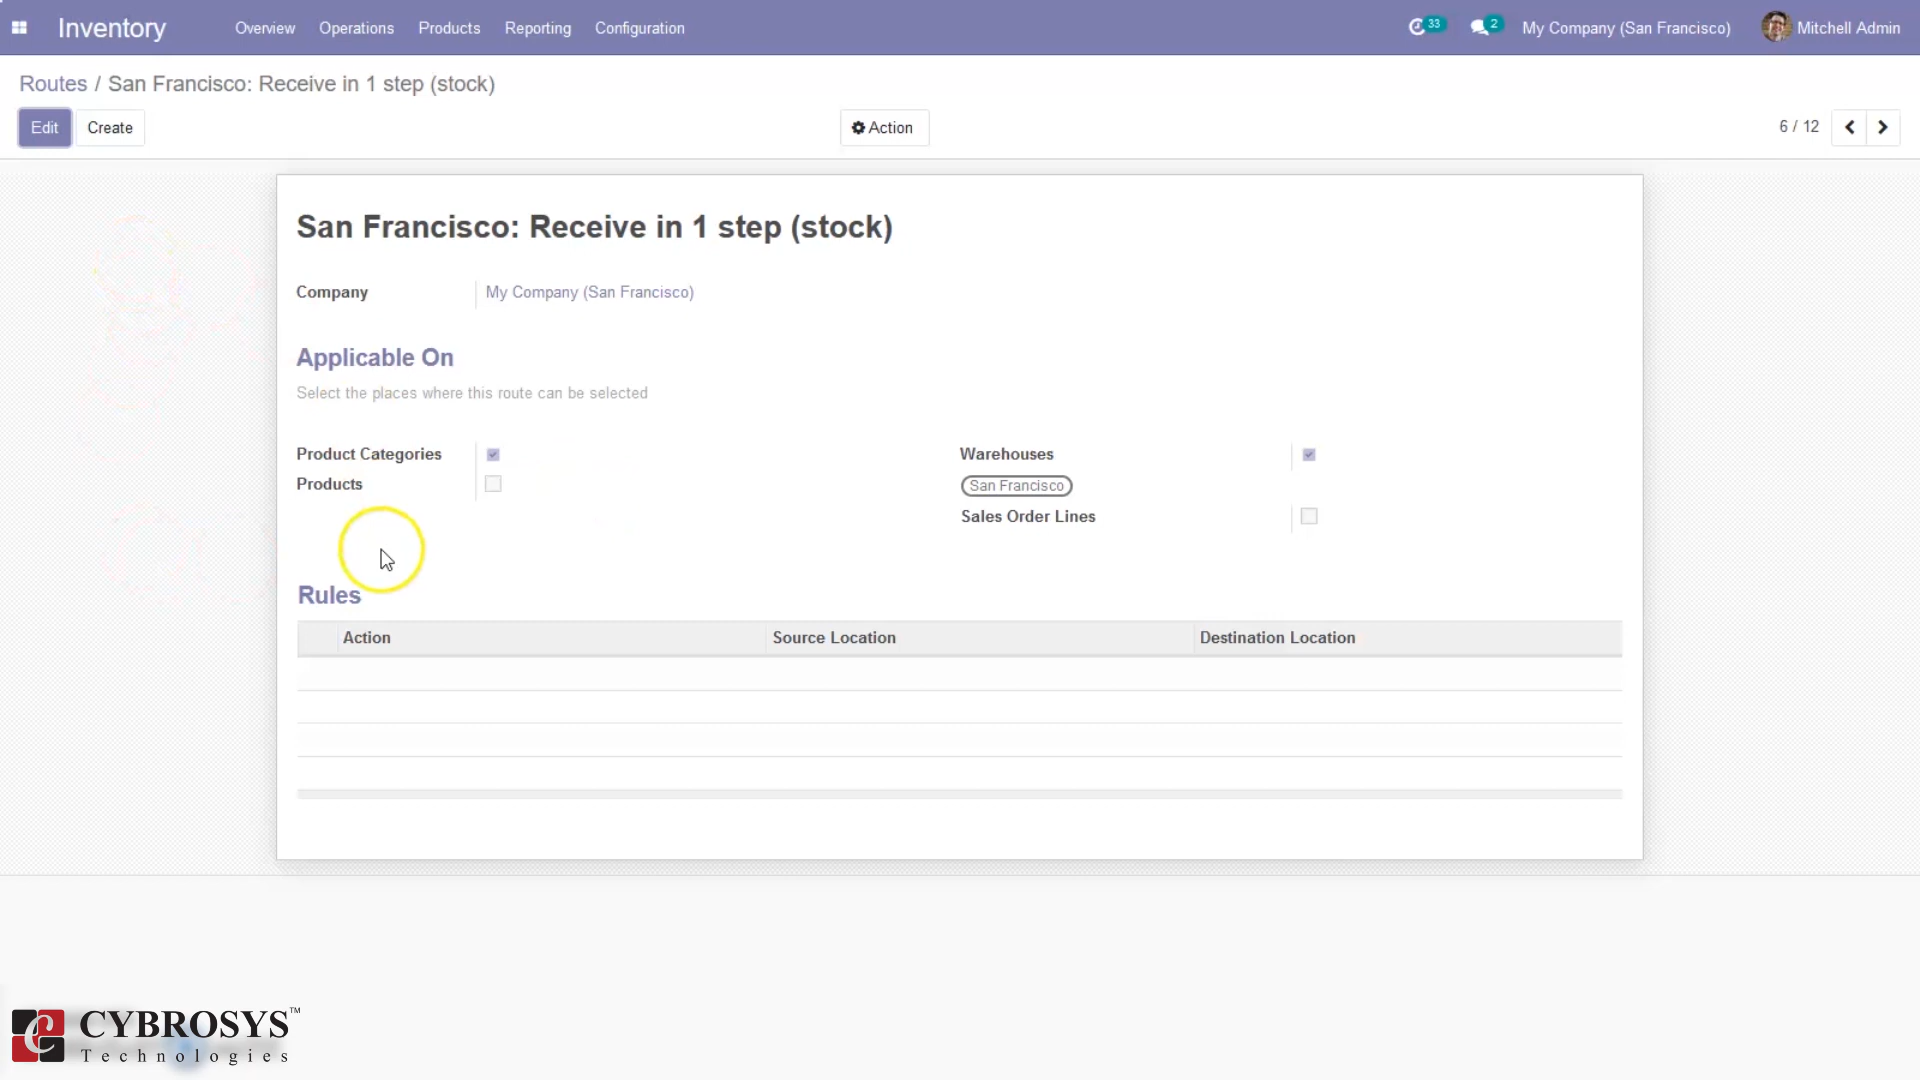 Inventory Overview Operations Products Reporting Configuration 33 2 My Company (San Francisco) Mitchell Admin
Routes / San Francisco: Receive in 1 step (stock)
Edit Create Action 6 / 12
San Francisco: Receive in 1 step (stock)
Company My Company (San Francisco)
Applicable On
Select the places where this route can be selected
Product Categories Warehouses
Products San Francisco
Sales Order Lines
Rules
Action Source Location Destination Location
CYBROSYS™
Technologies